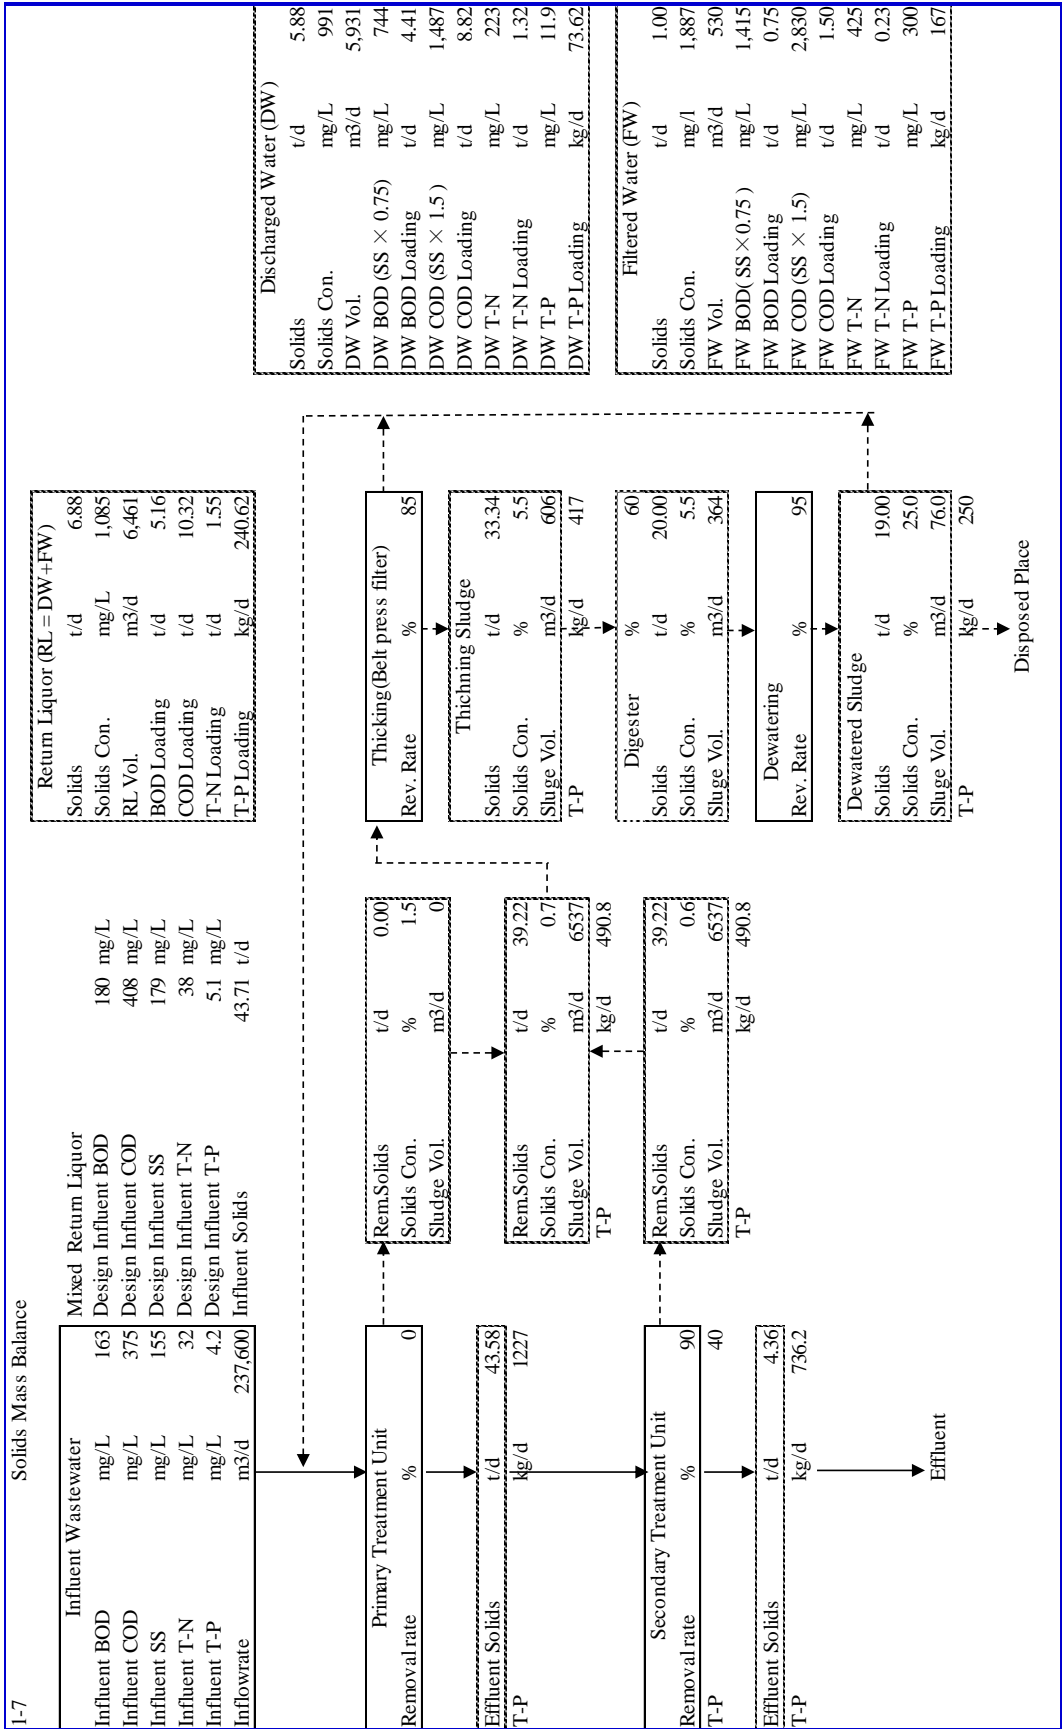 1-7 Solids Mass Balance
Influent Wastewater
Influent BOD mg/L 163
Influent COD mg/L 375
Influent SS mg/L 155
Influent T-N mg/L 32
Influent T-P mg/L 4.2
Inflowrate m3/d 237,600
Mixed Return Liquor
Design Influent BOD 180 mg/L
Design Influent COD 408 mg/L
Design Influent SS 179 mg/L
Design Influent T-N 38 mg/L
Design Influent T-P 5.1 mg/L
Influent Solids 43.71 t/d
Return Liquor (RL = DW+FW)
Solids t/d 6.88
Solids Con. mg/L 1,085
RL Vol. m3/d 6,461
BOD Loading t/d 5.16
COD Loading t/d 10.32
T-N Loading t/d 1.55
T-P Loading kg/d 240.62
Discharged Water (DW)
Solids t/d 5.88
Solids Con. mg/L 991
DW Vol. m3/d 5,931
DW BOD (SS × 0.75) mg/L 744
DW BOD Loading t/d 4.41
DW COD (SS × 1.5 ) mg/L 1,487
DW COD Loading t/d 8.82
DW T-N mg/L 223
DW T-N Loading t/d 1.32
DW T-P mg/L 11.9
DW T-P Loading kg/d 73.62
Primary Treatment Unit
Removal rate % 0
Effluent Solids t/d 43.58
T-P kg/d 1227
Rem.Solids t/d 0.00
Solids Con. % 1.5
Sludge Vol. m3/d 0
Rem.Solids t/d 39.22
Solids Con. % 0.7
Sludge Vol. m3/d 6537
T-P kg/d 490.8
Thicking(Belt press filter)
Rev. Rate % 85
Thichning Sludge
Solids t/d 33.34
Solids Con. % 5.5
Sluge Vol. m3/d 606
T-P kg/d 417
Secondary Treatment Unit
Removal rate % 90
T-P 40
Effluent Solids t/d 4.36
T-P kg/d 736.2
Effluent
Rem.Solids t/d 39.22
Solids Con. % 0.6
Sludge Vol. m3/d 6537
T-P kg/d 490.8
Digester % 60
Solids t/d 20.00
Solids Con. % 5.5
Sluge Vol. m3/d 364
Dewatering
Rev. Rate % 95
Dewatered Sludge
Solids t/d 19.00
Solids Con. % 25.0
Sluge Vol. m3/d 76.0
T-P kg/d 250
Disposed Place
Filtered Water (FW)
Solids t/d 1.00
Solids Con. mg/l 1,887
FW Vol. m3/d 530
FW BOD( SS ×0.75 ) mg/L 1,415
FW BOD Loading t/d 0.75
FW COD (SS × 1.5) mg/L 2,830
FW COD Loading t/d 1.50
FW T-N mg/L 425
FW T-N Loading t/d 0.23
FW T-P mg/L 300
FW T-P Loading kg/d 167